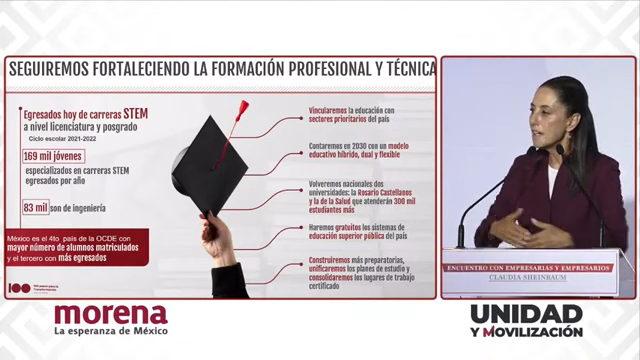 SEGUIREMOS FORTALECIENDO LA FORMACIÓN PROFESIONAL Y TÉCNICA
Egresados hoy de carreras STEM
a nivel licenciatura y posgrado
Ciclo escolar 2021-2022
169 mil jóvenes
especializados en carreras STEM
egresados por año
83 mil son de ingeniería
México es el 4to país de la OCDE con
mayor número de alumnos matriculados
y el tercero con más egresados
Vincularemos la educación con
sectores prioritarios del país
Contaremos en 2030 con un modelo
educativo híbrido, dual y flexible
Volveremos nacionales dos
universidades: la Rosario Castellanos
y la de la Salud que atenderán 300 mil
estudiantes más
Haremos gratuitos los sistemas de
educación superior pública del país
Construiremos más preparatorias,
unificaremos los planes de estudio y
consolidaremos los lugares de trabajo
certificado
100
ENCUENTRO CON EMPRESARIAS Y EMPRESARIOS
CLAUDIA SHEINBAUM
morena
La esperanza de México
UNIDAD
Y MOVILIZACIÓN